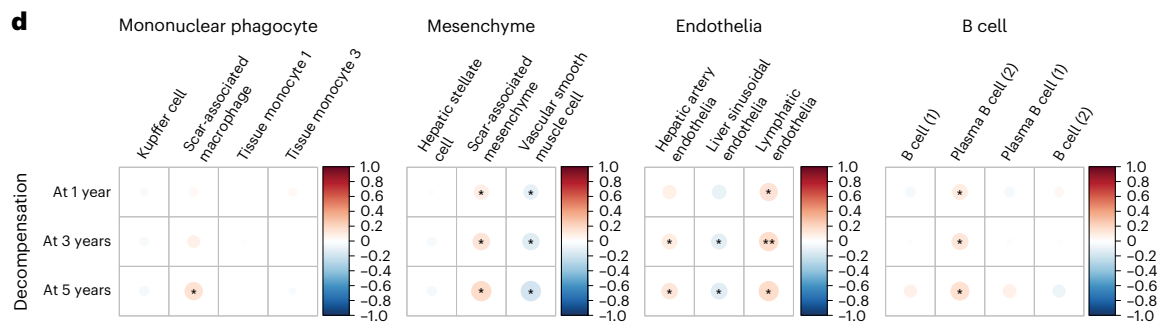 d
Mononuclear phagocyte
Mesenchyme
Endothelia
B cell
Kupffer cell
Scar-associated
macrophage
Tissue monocyte 1
Tissue monocyte 3
Hepatic stellate
cell
Scar-associated
mesenchyme
Vascular smooth
muscle cell
Hepatic artery
endothelia
Liver sinusoidal
endothelia
Lymphatic
endothelia
B cell (1)
Plasma B cell (2)
Plasma B cell (1)
B cell (2)
Decompensation
At 1 year
* * * *
At 3 years
* * * * ** *
At 5 years
* * * * * * *
1.0
0.8
0.6
0.4
0.2
0
−0.2
−0.4
−0.6
−0.8
−1.0
1.0
0.8
0.6
0.4
0.2
0
−0.2
−0.4
−0.6
−0.8
−1.0
1.0
0.8
0.6
0.4
0.2
0
−0.2
−0.4
−0.6
−0.8
−1.0
1.0
0.8
0.6
0.4
0.2
0
−0.2
−0.4
−0.6
−0.8
−1.0